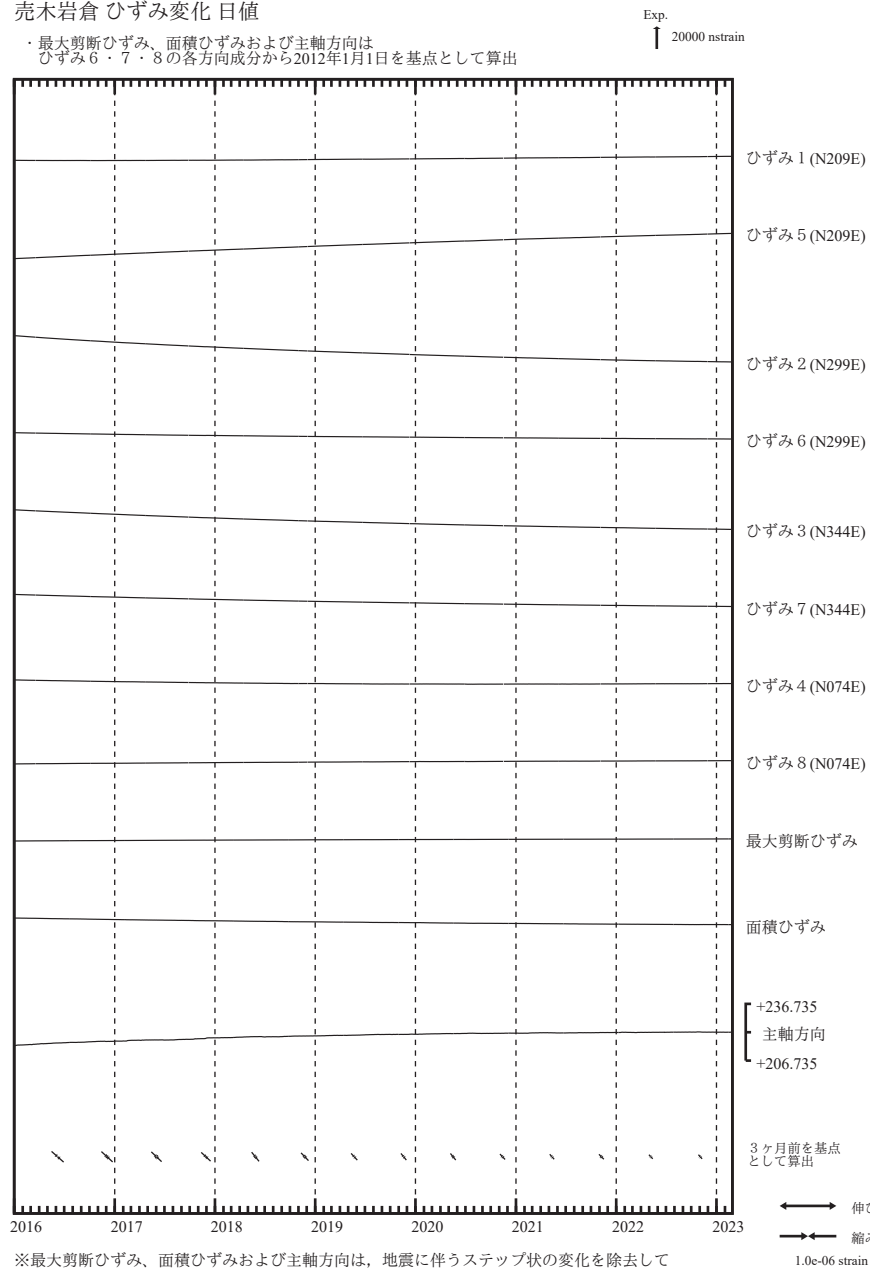 売木岩倉 ひずみ変化 日値
・最大剪断ひずみ、面積ひずみおよび主軸方向は
ひずみ６・７・８の各方向成分から2012年1月1日を基点として算出
Exp.
20000 nstrain
ひずみ１(N209E)
ひずみ５(N209E)
ひずみ２(N299E)
ひずみ６(N299E)
ひずみ３(N344E)
ひずみ７(N344E)
ひずみ４(N074E)
ひずみ８(N074E)
最大剪断ひずみ
面積ひずみ
+236.735
主軸方向
+206.735
３ヶ月前を基点
として算出
2016 2017 2018 2019 2020 2021 2022 2023
伸び
縮み
1.0e-06 strain
※最大剪断ひずみ、面積ひずみおよび主軸方向は，地震に伴うステップ状の変化を除去して